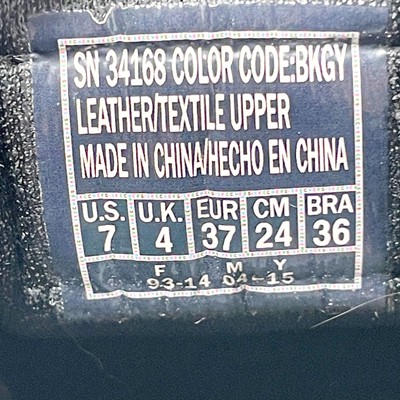 SN 34168 COLOR CODE:BKGY
LEATHER/TEXTILE UPPER
MADE IN CHINA/HECHO EN CHINA
U.S. U.K. EUR CM BRA
7 4 37 24 36
F M Y
93-14 04-15